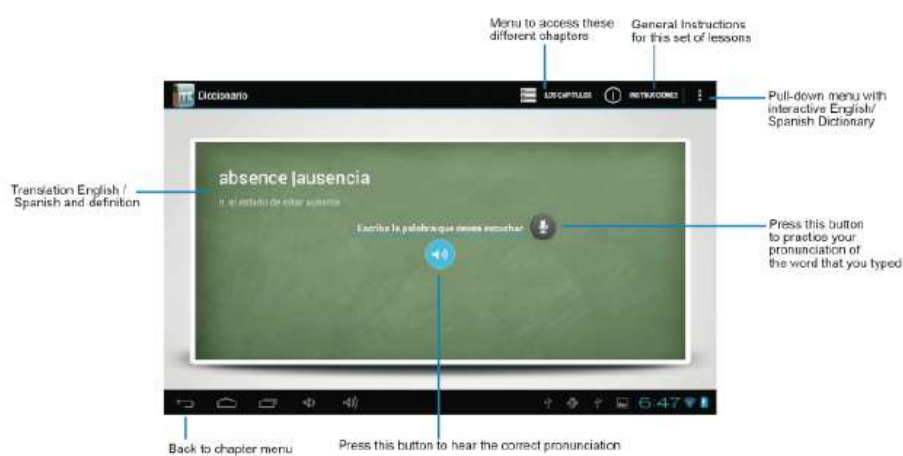 Menu to access these
different chapters
General Instructions
for this set of lessons
Diccionario
LOS CAPITULOS
INSTRUCCIONES
Pull-down menu with
interactive English/
Spanish Dictionary
Translation English /
Spanish and definition
absence |ausencia
n. el estado de estar ausente
Escriba la palabra que desea escuchar
Press this button
to practice your
pronunciation of
the word that you typed
6:47
Back to chapter menu
Press this button to hear the correct pronunciation